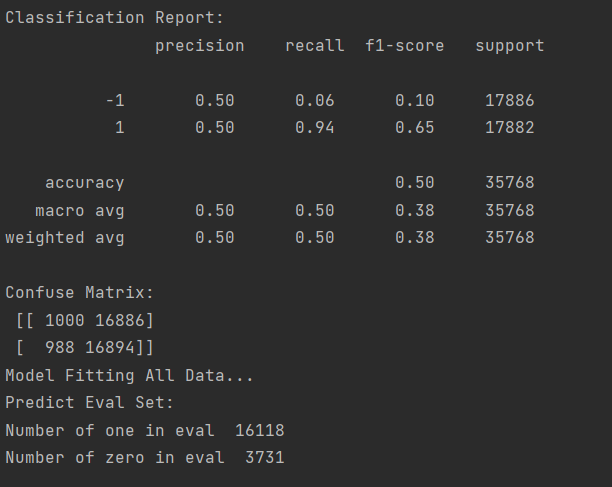 Classification Report:
              precision    recall  f1-score   support

          -1       0.50      0.06      0.10     17886
           1       0.50      0.94      0.65     17882

    accuracy                           0.50     35768
   macro avg       0.50      0.50      0.38     35768
weighted avg       0.50      0.50      0.38     35768

Confuse Matrix:
 [[ 1000 16886]
 [  988 16894]]
Model Fitting All Data...
Predict Eval Set:
Number of one in eval  16118
Number of zero in eval  3731